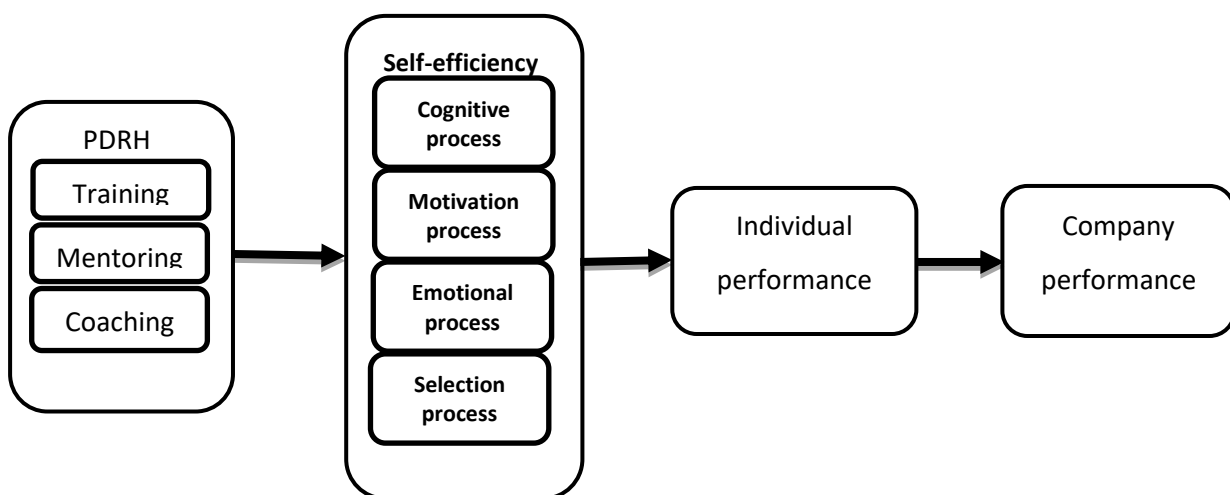 PDRH
Training
Mentoring
Coaching
Self-efficiency
Cognitive
process
Motivation
process
Emotional
process
Selection
process
Individual
performance
Company
performance